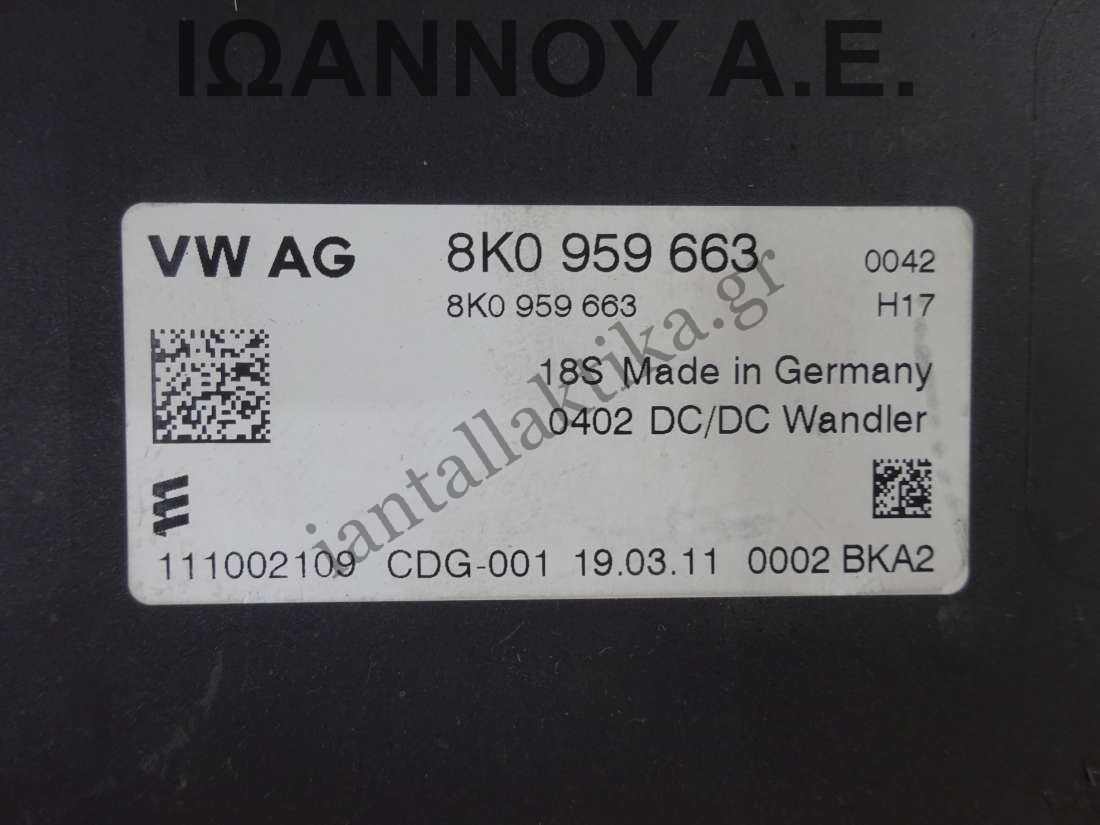 ΙΩΑΝΝΟΥ Α.Ε.
VW AG 8K0 959 663 0042
8K0 959 663 H17
18S Made in Germany
0402 DC/DC Wandler
111002109 CDG-001 19.03.11 0002 BKA2
iantallaktika.gr